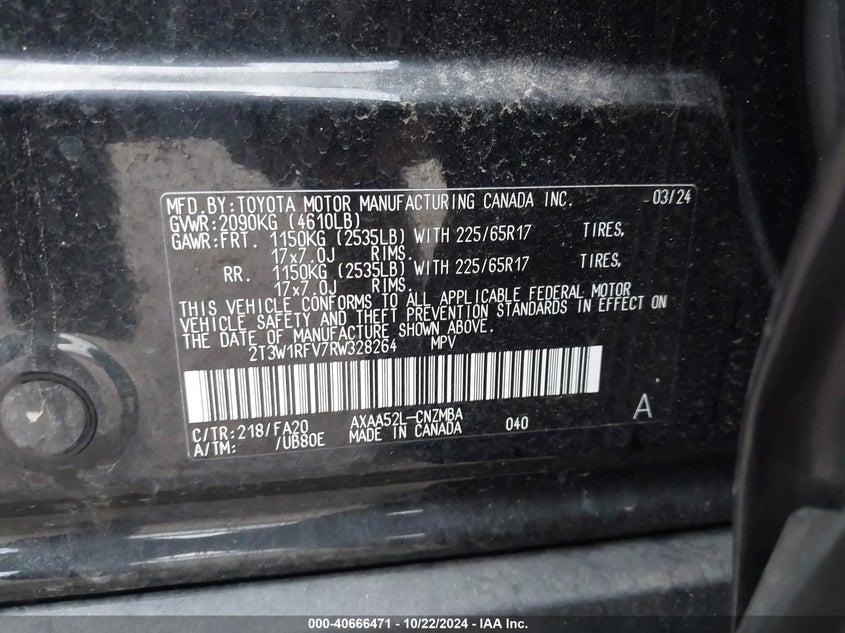 MFD.BY:TOYOTA MOTOR MANUFACTURING CANADA INC. 03/24
GVWR:2090KG (4610LB)
GAWR:FRT. 1150KG (2535LB) WITH 225/65R17 TIRES,
17x7.0J RIMS.
RR. 1150KG (2535LB) WITH 225/65R17 TIRES,
17x7.0J RIMS.
THIS VEHICLE CONFORMS TO ALL APPLICABLE FEDERAL MOTOR
VEHICLE SAFETY AND THEFT PREVENTION STANDARDS IN EFFECT ON
THE DATE OF MANUFACTURE SHOWN ABOVE.
2T3W1RFV7RW328264 MPV
C/TR:218/FA20 AXAA52L-CNZMBA 040 A
A/TM: /UB80E MADE IN CANADA
000-40666471 - 10/22/2024 - IAA Inc.